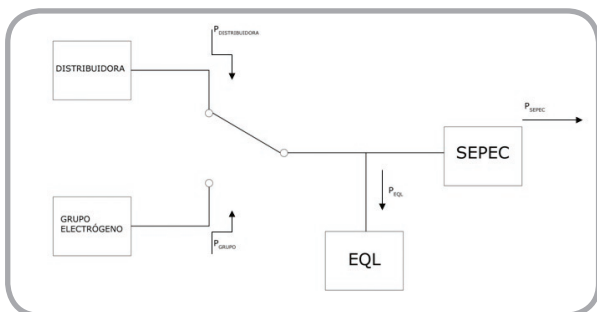 P DISTRIBUIDORA
DISTRIBUIDORA
P SEPEC
SEPEC
P EQL
GRUPO
ELECTRÓGENO
P GRUPO
EQL